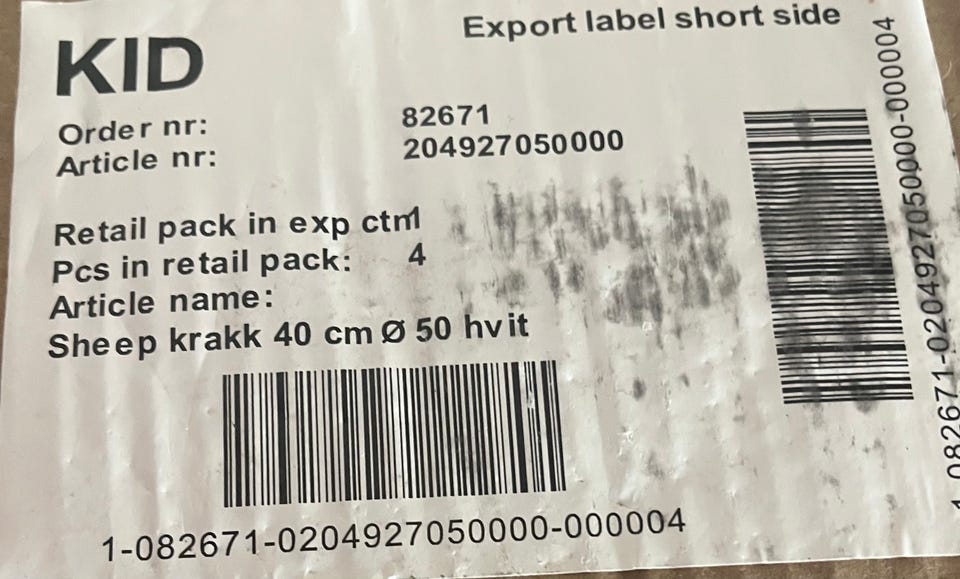 Export label short side
KID
Order nr: 82671
Article nr: 204927050000
Retail pack in exp ctn 1
Pcs in retail pack: 4
Article name:
Sheep krakk 40 cm Ø 50 hvit
1-082671-0204927050000-000004
1-082671-0204927050000-000004